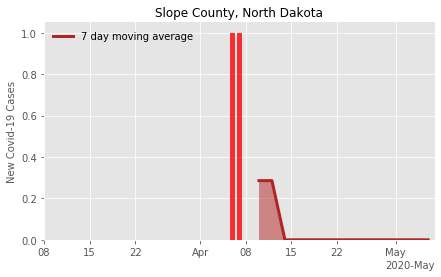 Slope County, North Dakota
7 day moving average
New Covid-19 Cases
1.0
0.8
0.6
0.4
0.2
0.0
08 15 22 Apr 08 15 22 May
2020-May